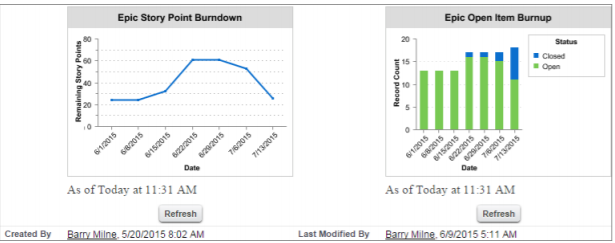 Epic Story Point Burndown
Remaining Story Points
80
60
40
20
0
6/1/2015
6/8/2015
6/15/2015
6/22/2015
6/29/2015
7/6/2015
7/13/2015
Date
As of Today at 11:31 AM
Refresh
Epic Open Item Burnup
Record Count
20
15
10
5
0
6/1/2015
6/8/2015
6/15/2015
6/22/2015
6/29/2015
7/6/2015
7/13/2015
Date
Status
Closed
Open
As of Today at 11:31 AM
Refresh
Created By Barry Milne, 5/20/2015 8:02 AM
Last Modified By Barry Milne, 6/9/2015 5:11 AM